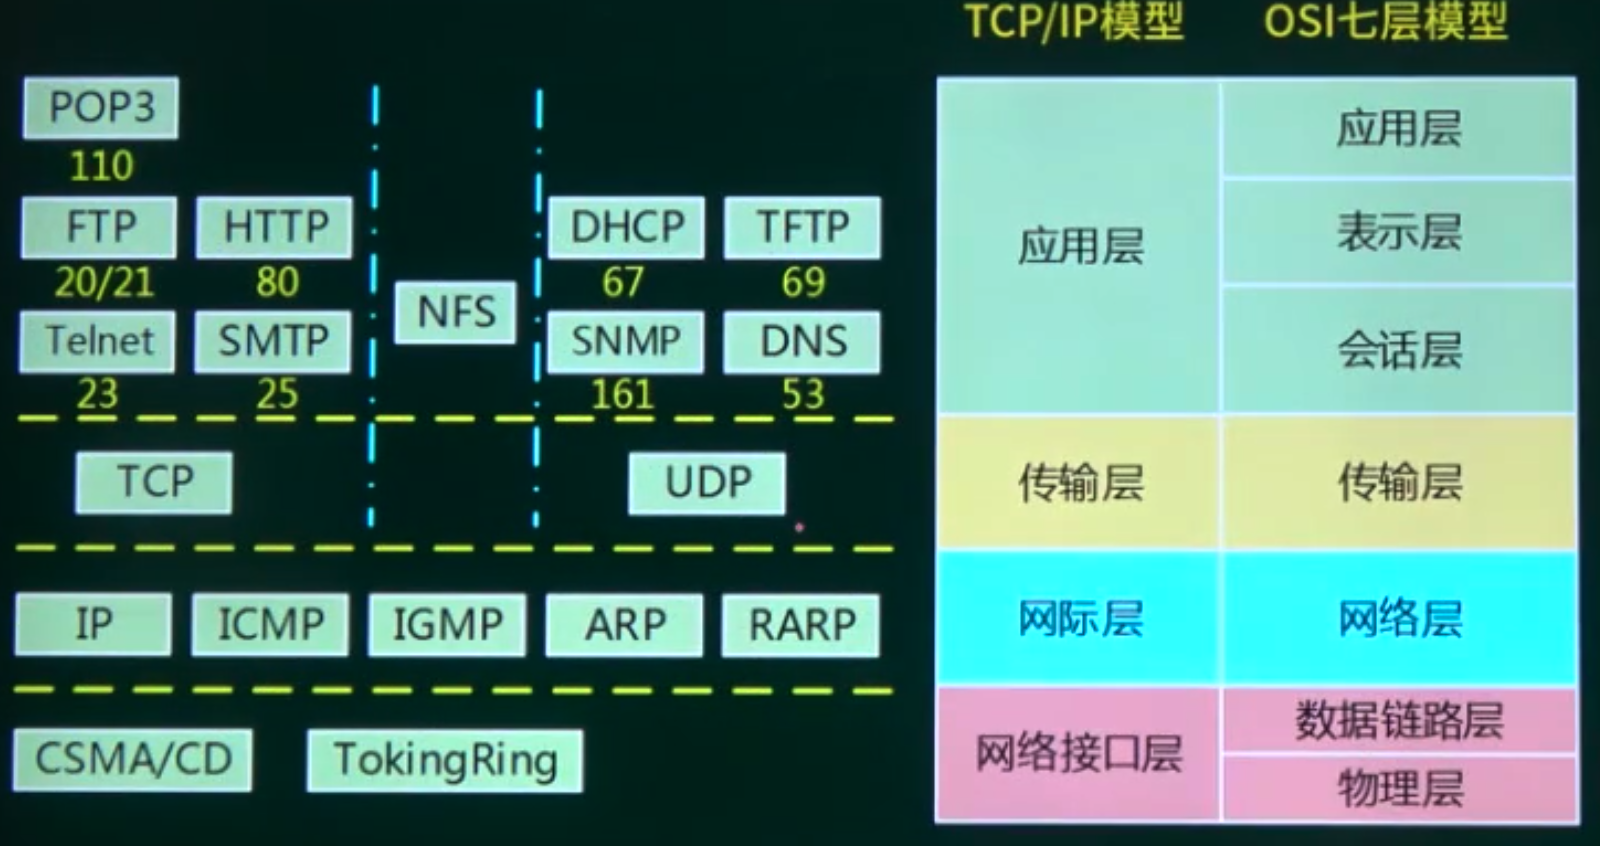 TCP/IP模型 OSI七层模型
POP3
110
FTP HTTP DHCP TFTP
20/21 80 67 69
NFS
Telnet SMTP SNMP DNS
23 25 161 53
TCP UDP
IP ICMP IGMP ARP RARP
CSMA/CD TokingRing
应用层
传输层
网际层
网络接口层
应用层
表示层
会话层
传输层
网络层
数据链路层
物理层